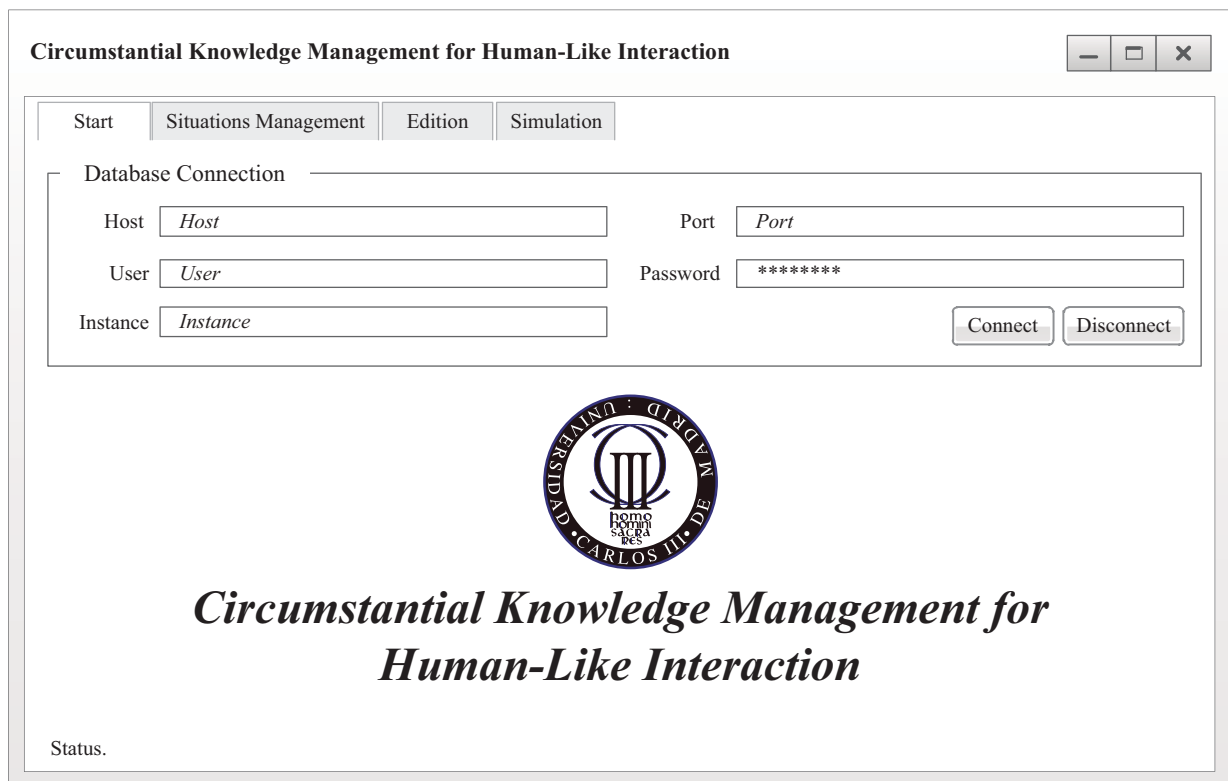 Circumstantial Knowledge Management for Human-Like Interaction
Start Situations Management Edition Simulation
Database Connection
Host Host Port Port
User User Password ********
Instance Instance Connect Disconnect
UNIVERSIDAD • CARLOS III • DE MADRID :
homo
homini
sacra
res
Circumstantial Knowledge Management for
Human-Like Interaction
Status.